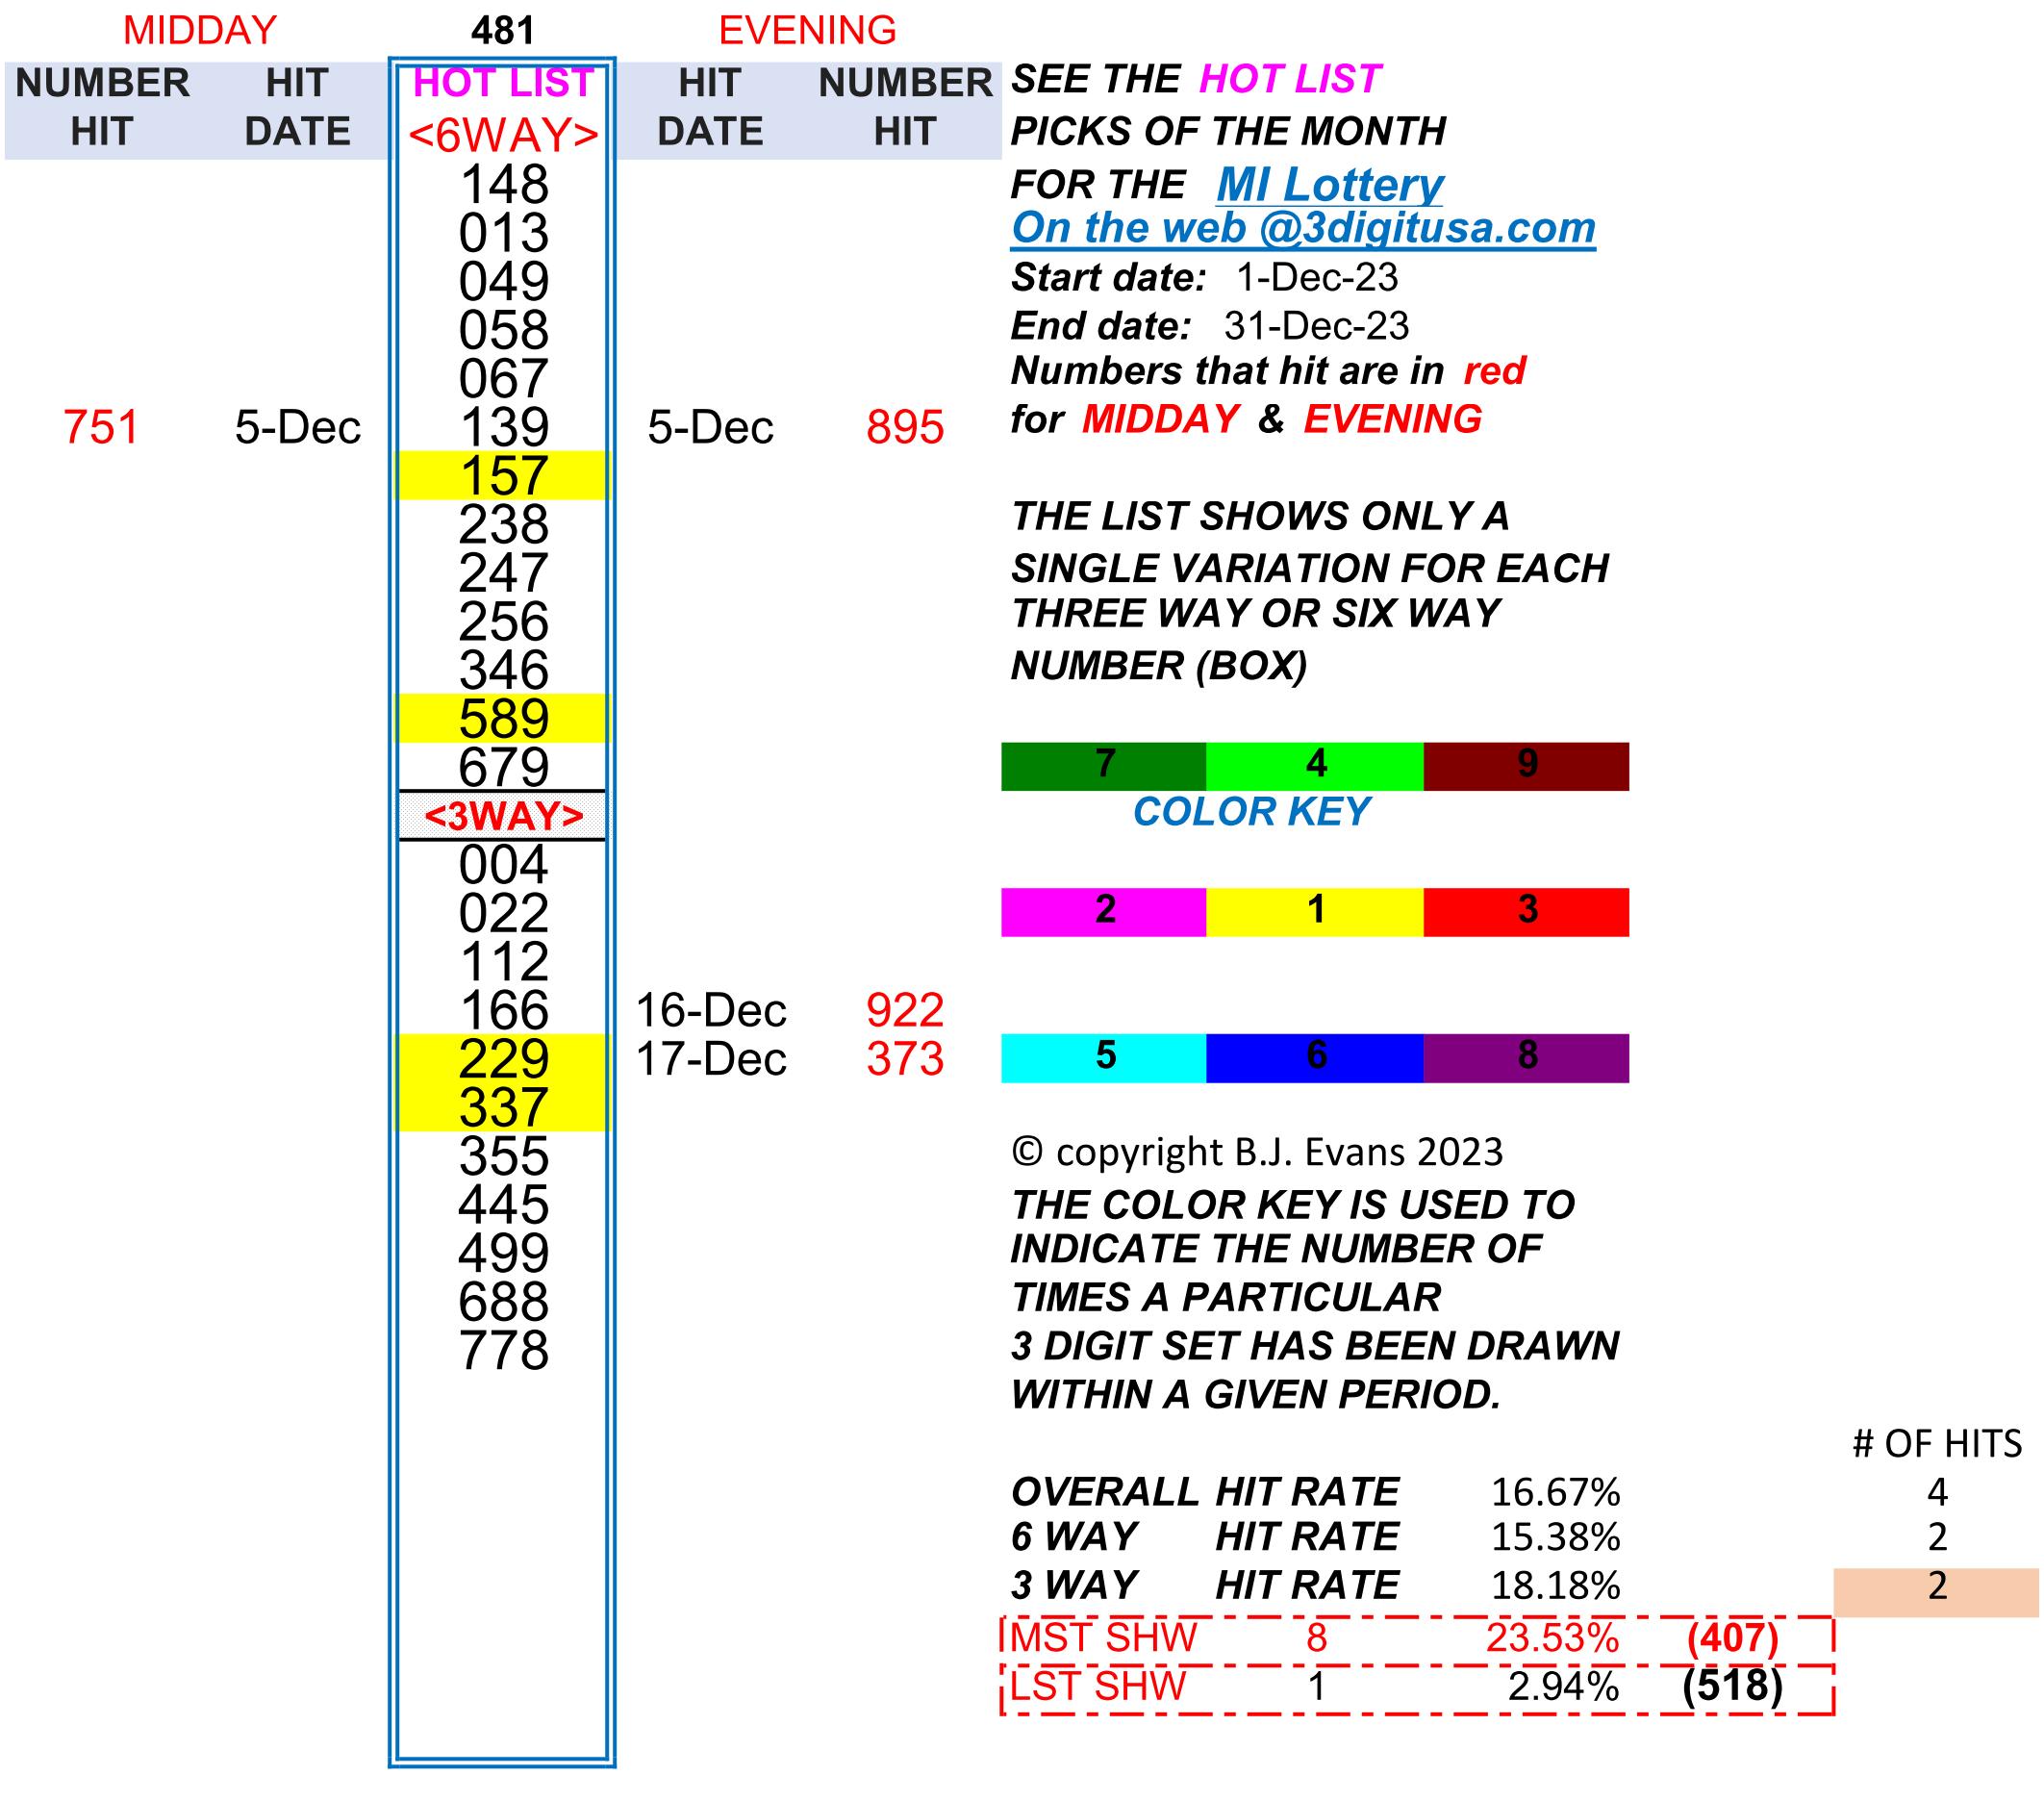 MIDDAY 481 EVENING
NUMBER HIT HOT LIST HIT NUMBER
HIT DATE <6WAY> DATE HIT
148
013
049
058
067
751 5-Dec 139 5-Dec 895
157
238
247
256
346
589
679
<3WAY>
004
022
112
166 16-Dec 922
229 17-Dec 373
337
355
445
499
688
778
SEE THE HOT LIST
PICKS OF THE MONTH
FOR THE MI Lottery
On the web @3digitusa.com
Start date: 1-Dec-23
End date: 31-Dec-23
Numbers that hit are in red
for MIDDAY & EVENING
THE LIST SHOWS ONLY A
SINGLE VARIATION FOR EACH
THREE WAY OR SIX WAY
NUMBER (BOX)
7 4 9
COLOR KEY
2 1 3
5 6 8
© copyright B.J. Evans 2023
THE COLOR KEY IS USED TO
INDICATE THE NUMBER OF
TIMES A PARTICULAR
3 DIGIT SET HAS BEEN DRAWN
WITHIN A GIVEN PERIOD.
# OF HITS
OVERALL HIT RATE 16.67% 4
6 WAY HIT RATE 15.38% 2
3 WAY HIT RATE 18.18% 2
MST SHW 8 23.53% (407)
LST SHW 1 2.94% (518)